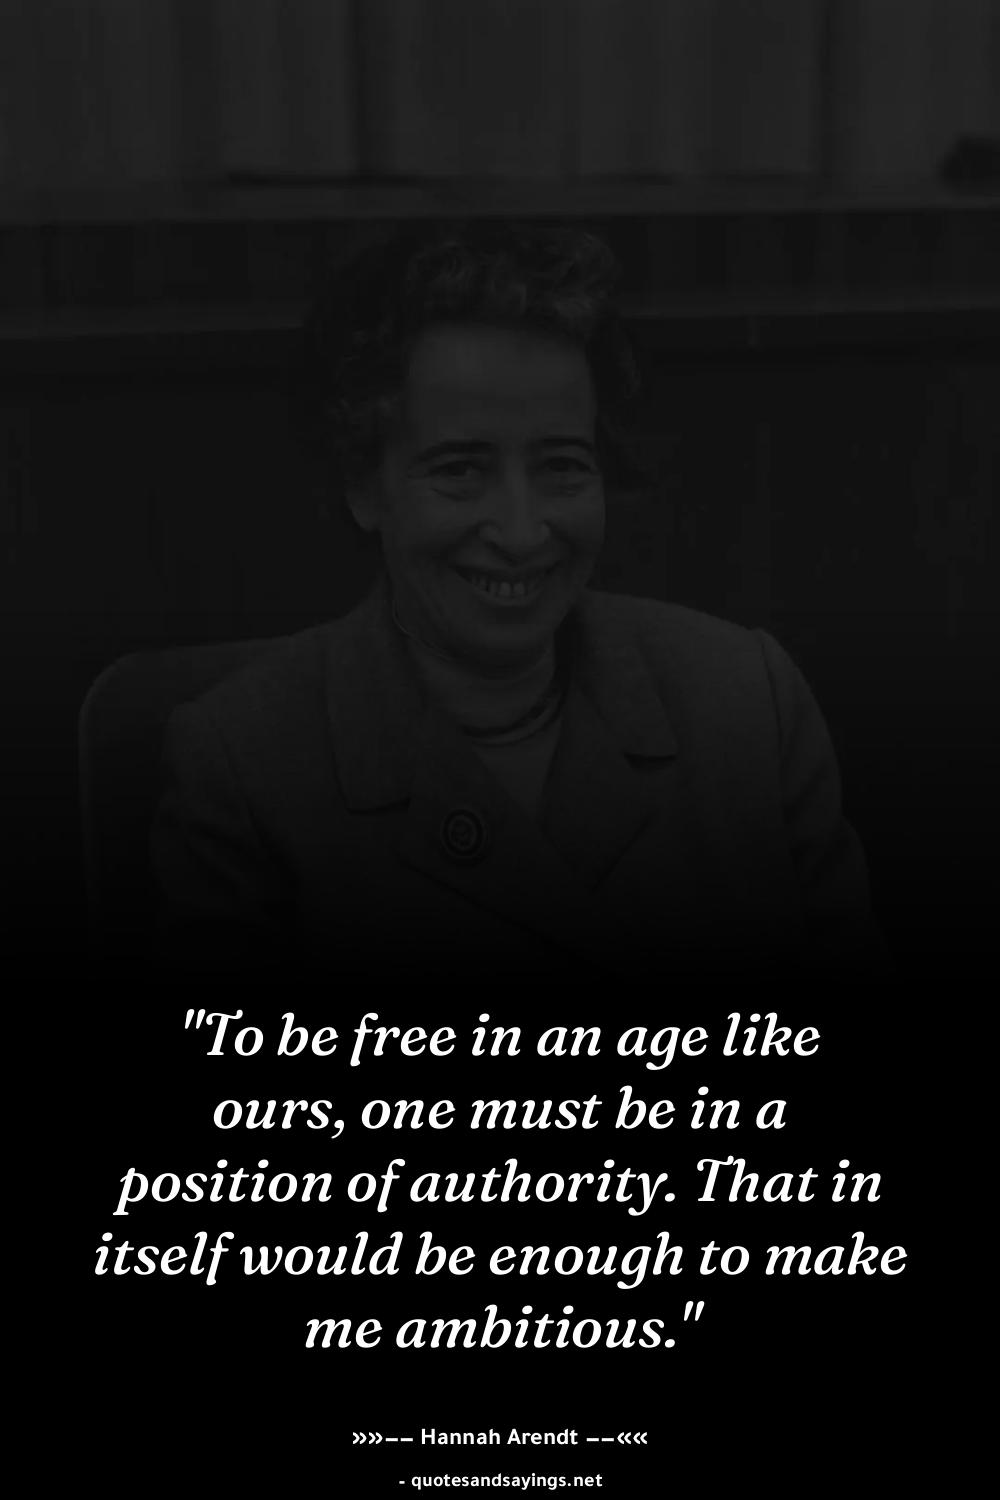 "To be free in an age like
ours, one must be in a
position of authority. That in
itself would be enough to make
me ambitious."
»»−− Hannah Arendt −−««
- quotesandsayings.net